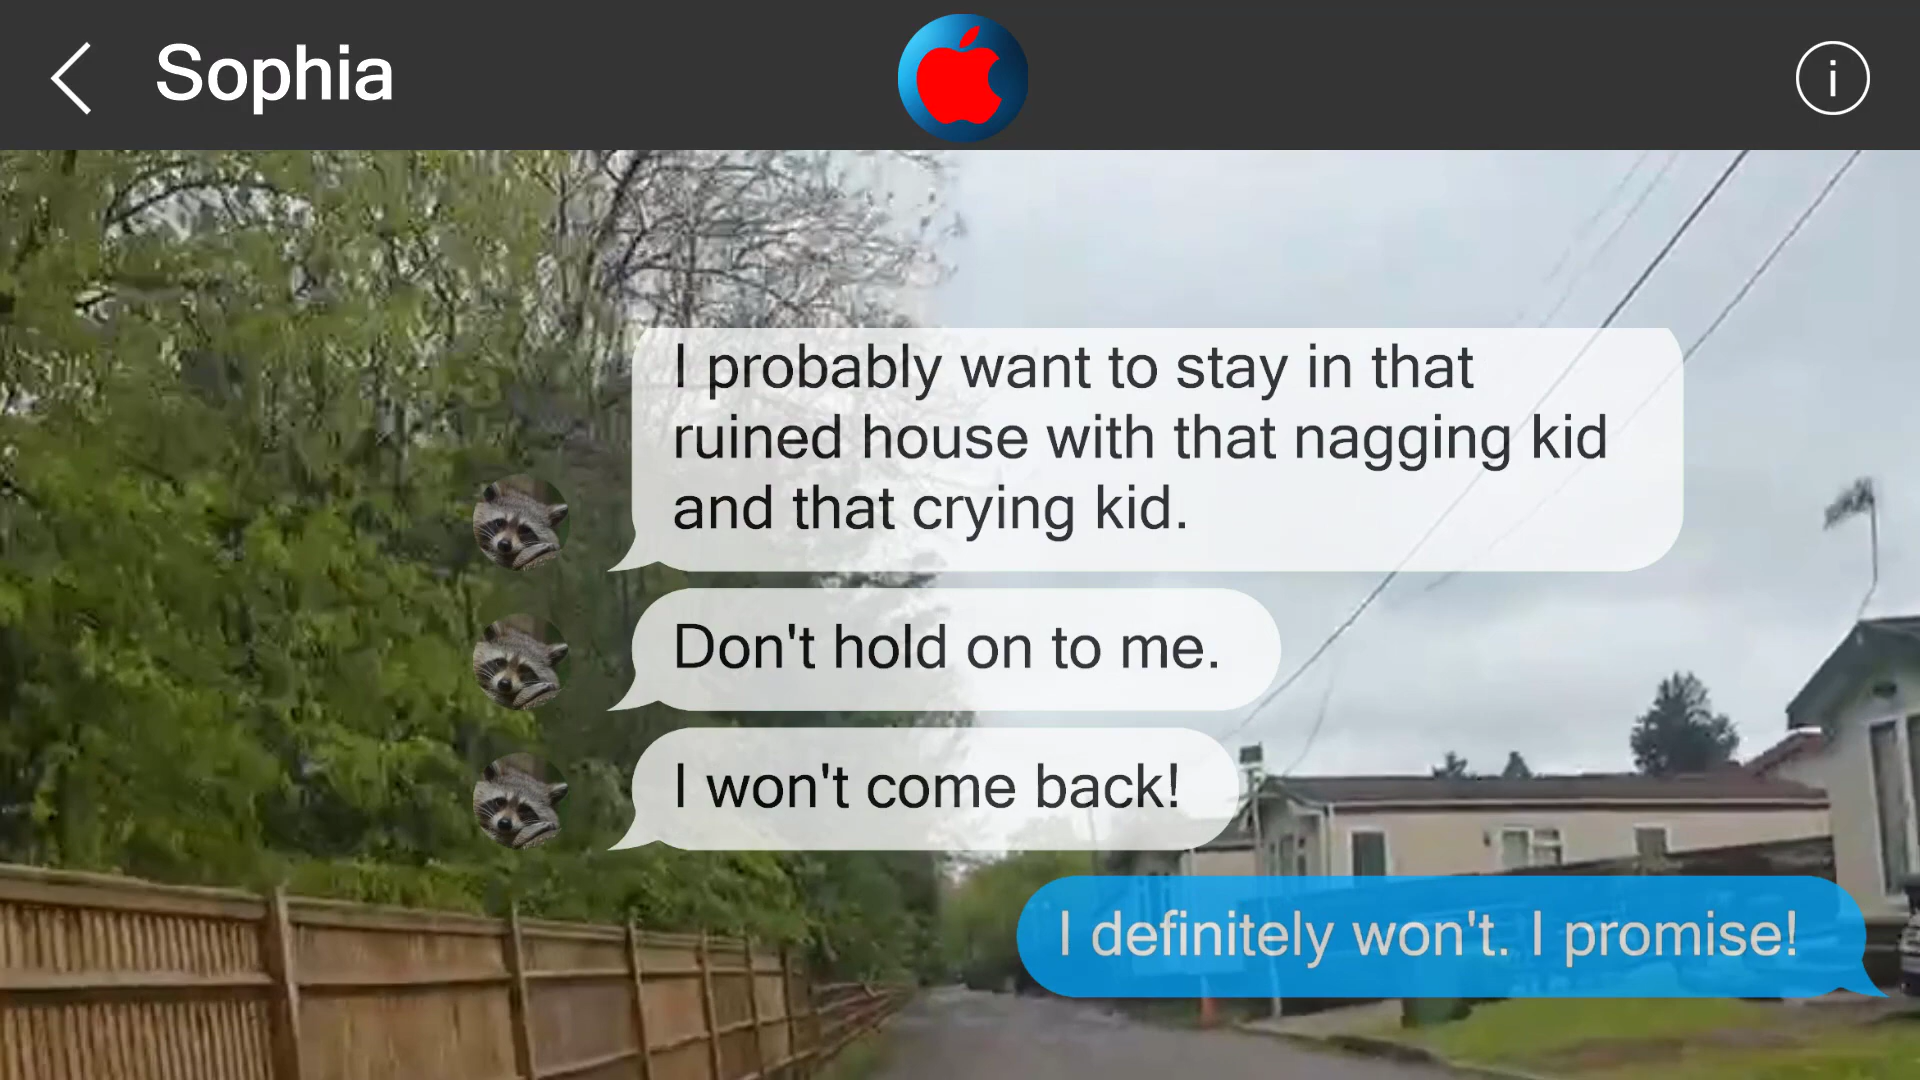 Sophia
i
I probably want to stay in that
ruined house with that nagging kid
and that crying kid.
Don't hold on to me.
I won't come back!
I definitely won't. I promise!